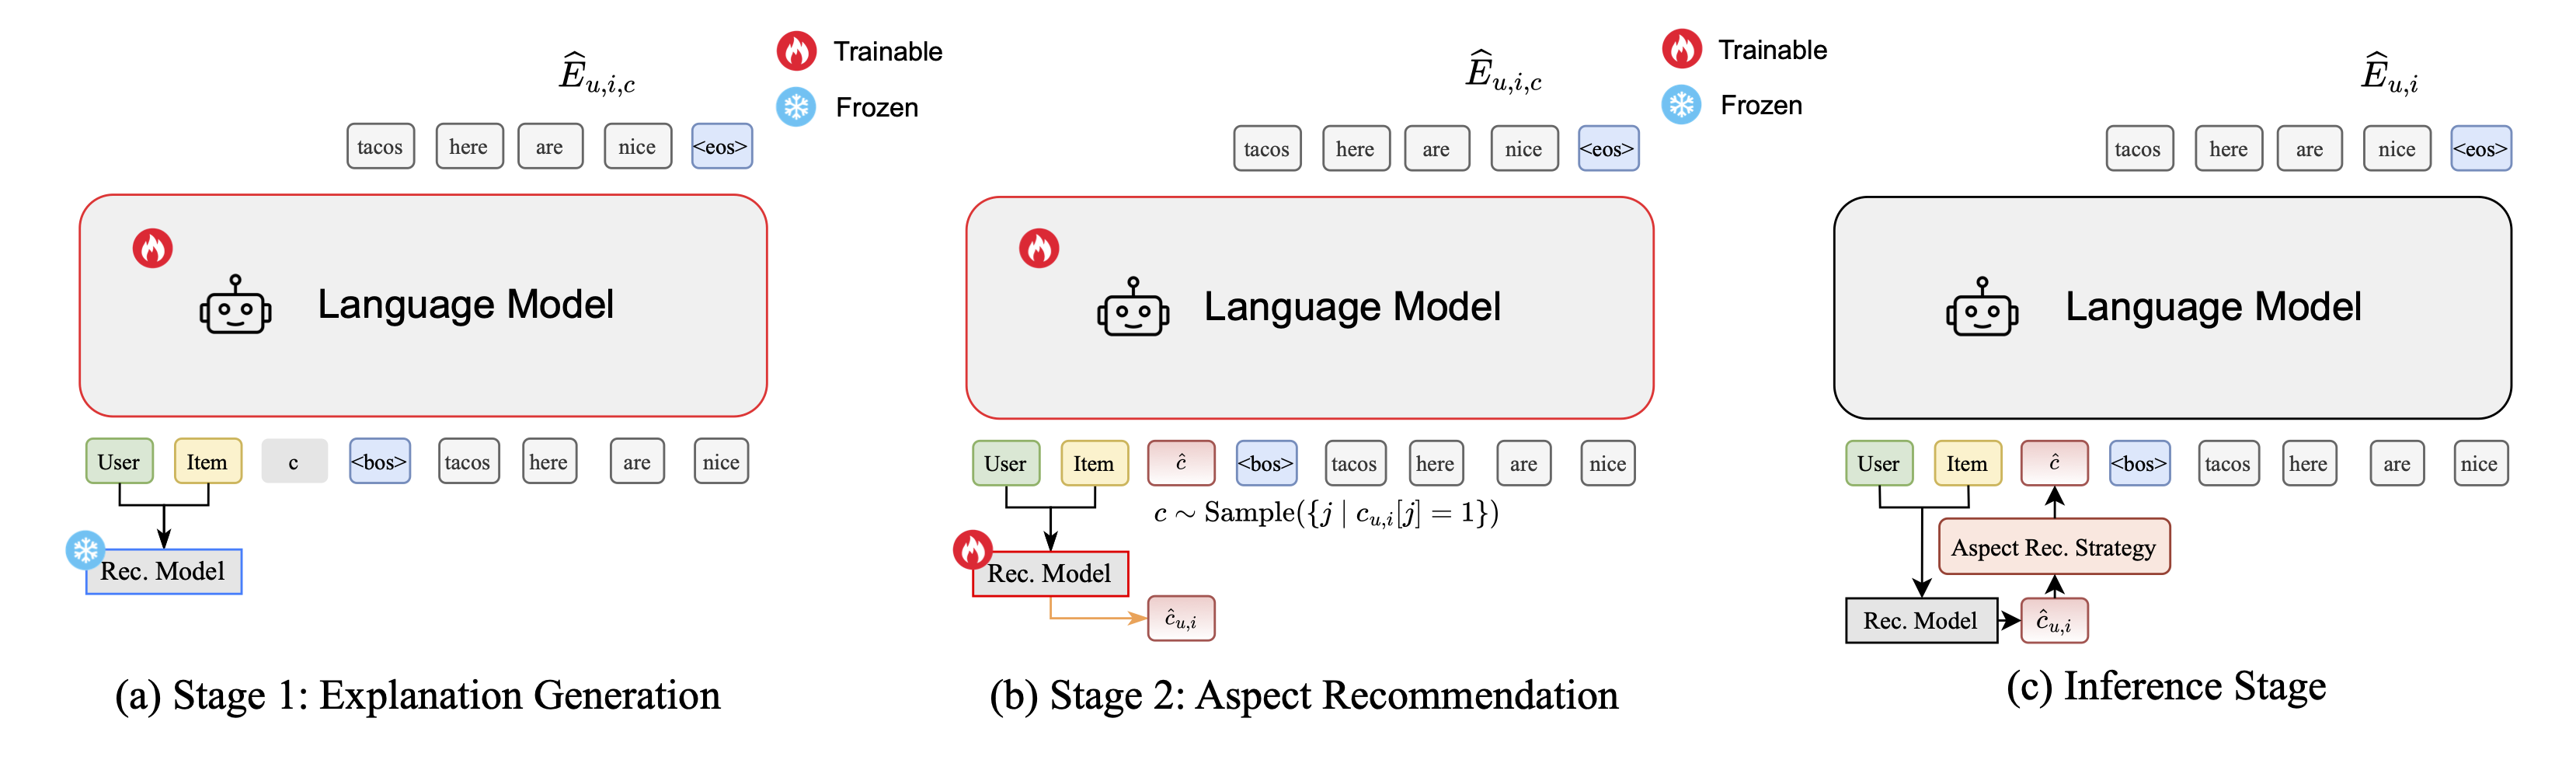 $\widehat{E}_{u,i,c}$
Trainable
Frozen
tacos here are nice <eos>
Language Model
User Item c <bos> tacos here are nice
Rec. Model
(a) Stage 1: Explanation Generation
$\widehat{E}_{u,i,c}$
Trainable
Frozen
tacos here are nice <eos>
Language Model
User Item $\hat{c}$ <bos> tacos here are nice
$c \sim \text{Sample}(\{j \mid c_{u,i}[j] = 1\})$
Rec. Model
$\hat{c}_{u,i}$
(b) Stage 2: Aspect Recommendation
$\widehat{E}_{u,i}$
tacos here are nice <eos>
Language Model
User Item $\hat{c}$ <bos> tacos here are nice
Aspect Rec. Strategy
Rec. Model $\hat{c}_{u,i}$
(c) Inference Stage